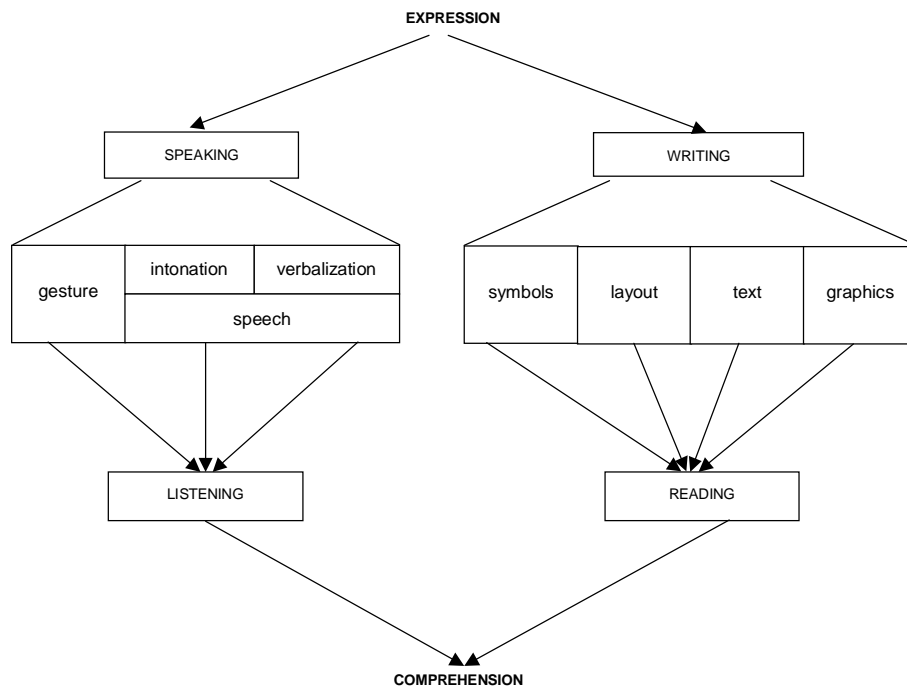 EXPRESSION
SPEAKING
WRITING
gesture
intonation
verbalization
speech
symbols
layout
text
graphics
LISTENING
READING
COMPREHENSION